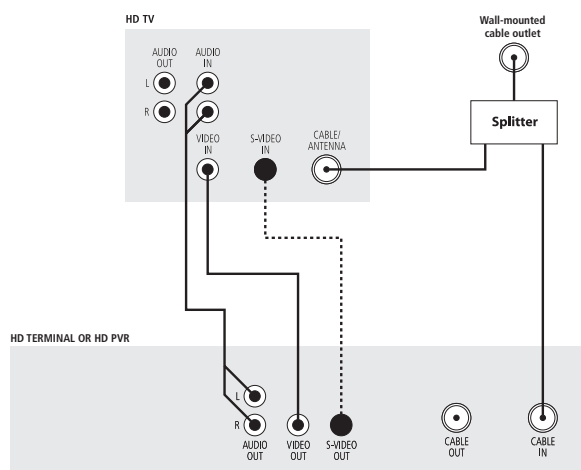 HD TV
Wall-mounted
cable outlet
AUDIO
OUT
AUDIO
IN
L
R
Splitter
VIDEO
IN
S-VIDEO
IN
CABLE/
ANTENNA
HD TERMINAL OR HD PVR
L
R
AUDIO
OUT
VIDEO
OUT
S-VIDEO
OUT
CABLE
OUT
CABLE
IN